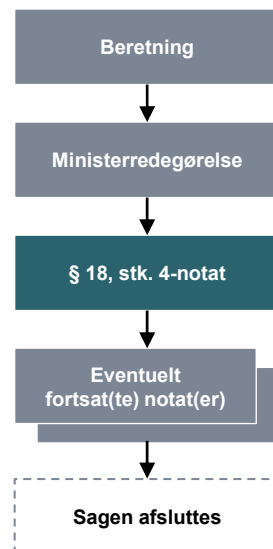 Beretning
Ministerredegørelse
§ 18, stk. 4-notat
Eventuelt
fortsat(te) notat(er)
Sagen afsluttes